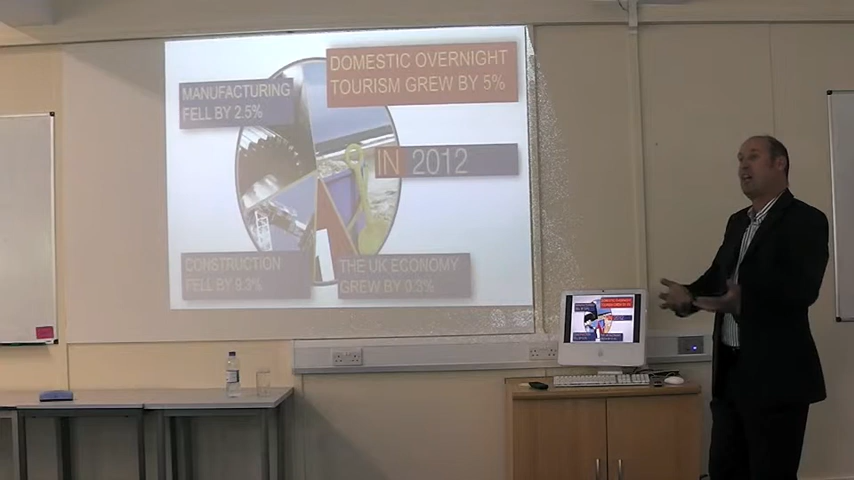 DOMESTIC OVERNIGHT
TOURISM GREW BY 5%
MANUFACTURING
FELL BY 2.5%
IN 2012
CONSTRUCTION
FELL BY 9.3%
THE UK ECONOMY
GREW BY 0.3%